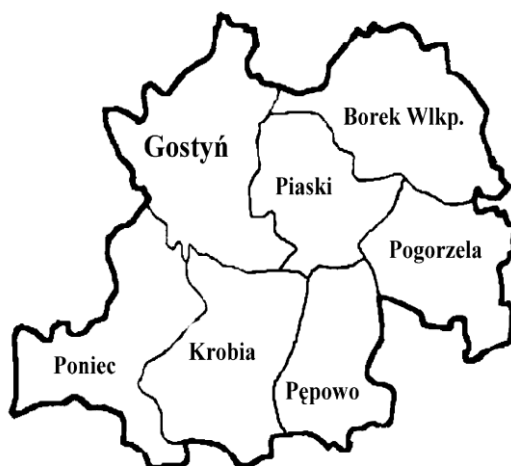 Borek Wlkp.
Gostyń
Piaski
Pogorzela
Krobia
Poniec
Pępowo